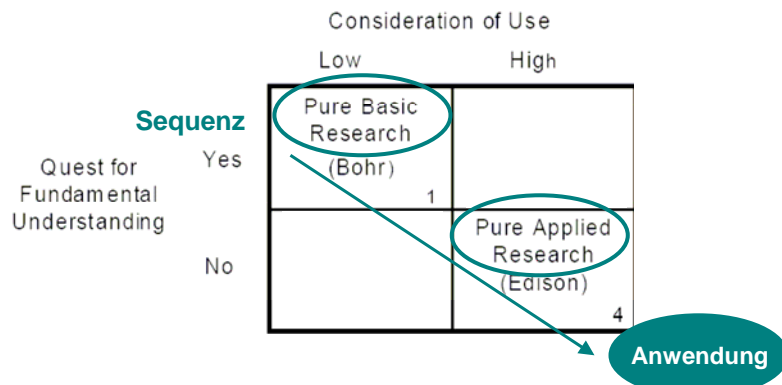 Consideration of Use
Low High
Sequenz
Quest for
Fundamental
Understanding
Yes
Pure Basic
Research
(Bohr)
1
No
Pure Applied
Research
(Edison)
4
Anwendung